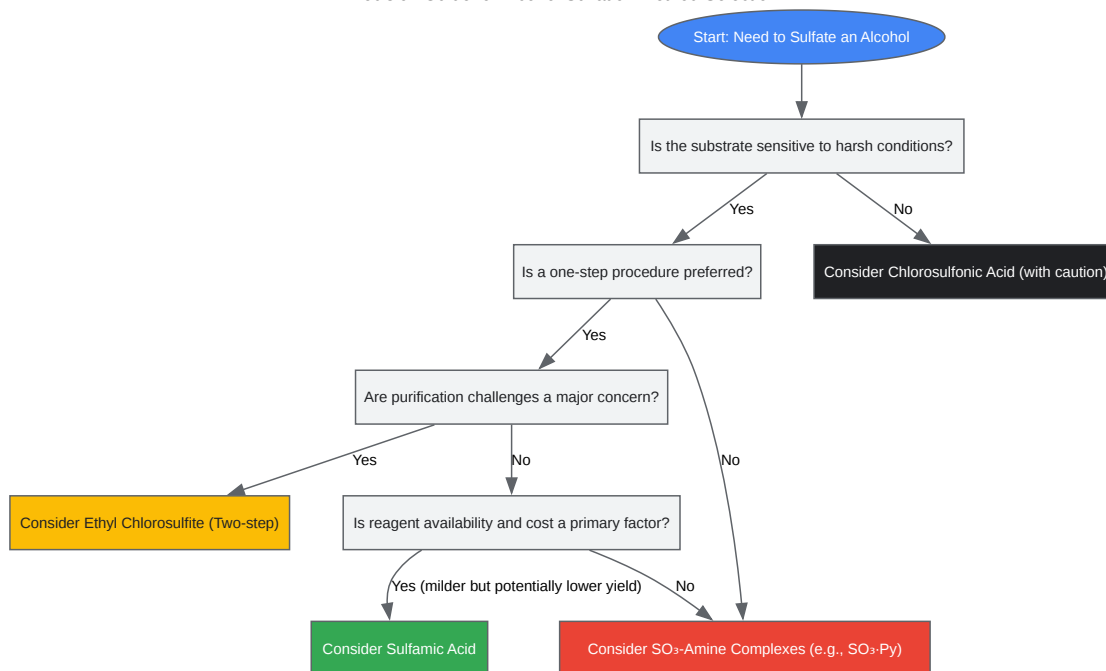 Start: Need to Sulfate an Alcohol
Is the substrate sensitive to harsh conditions?
Yes
No
Is a one-step procedure preferred?
Consider Chlorosulfonic Acid (with caution)
Yes
Are purification challenges a major concern?
Yes
No
No
Consider Ethyl Chlorosulfite (Two-step)
Is reagent availability and cost a primary factor?
Yes (milder but potentially lower yield)
No
Consider Sulfamic Acid
Consider SO₃-Amine Complexes (e.g., SO₃·Py)